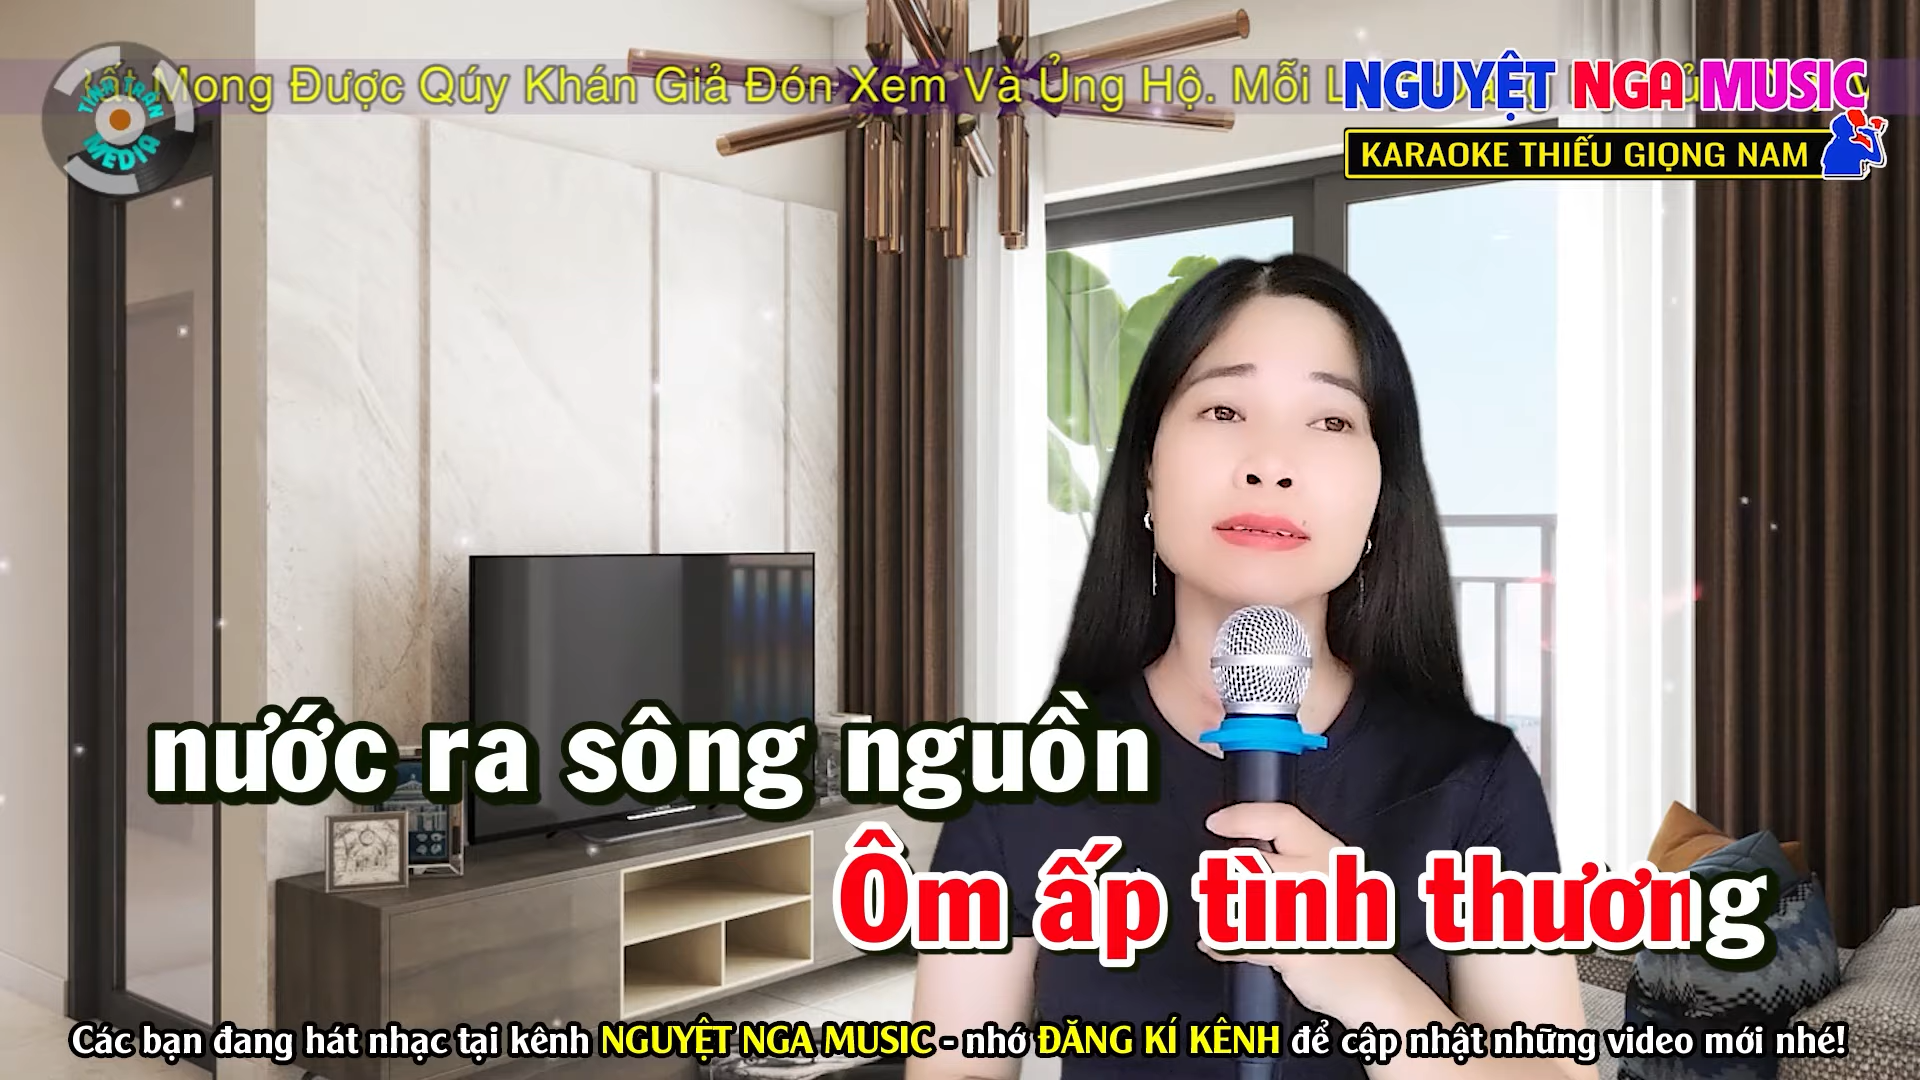 Mong Được Qúy Khán Giả Đón Xem Và Ủng Hộ. Mỗi
NGUYỆT NGA MUSIC
TÌNH TRẦN
MEDIA
KARAOKE THIẾU GIỌNG NAM
nước ra sông nguồn
Ôm ấp tình thương
Các bạn đang hát nhạc tại kênh NGUYỆT NGA MUSIC - nhớ ĐĂNG KÍ KÊNH để cập nhật những video mới nhé!